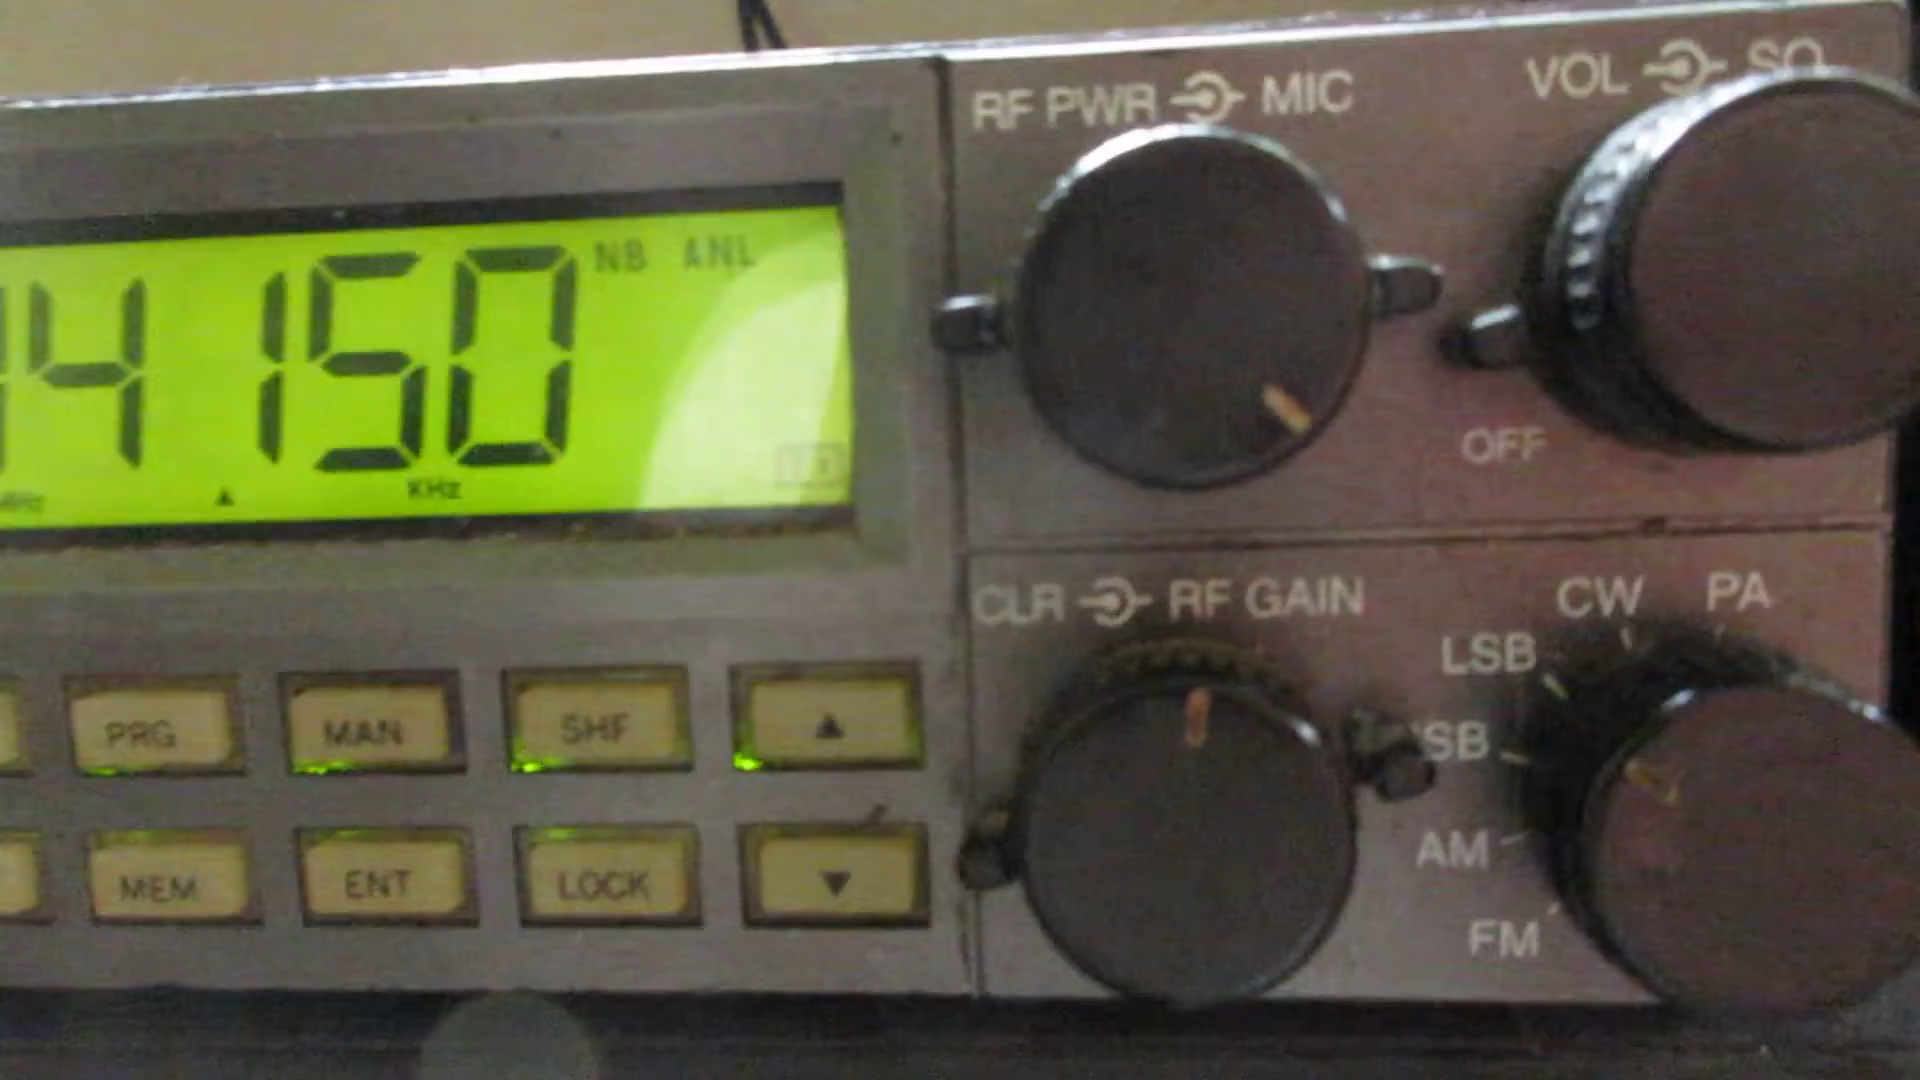 RF PWR MIC
VOL SQ
4 150 NB ANL
KHz
OFF
CLR RF GAIN
CW PA
LSB
SB
PRG MAN SHF ▲
AM
MEM ENT LOCK ▼
FM